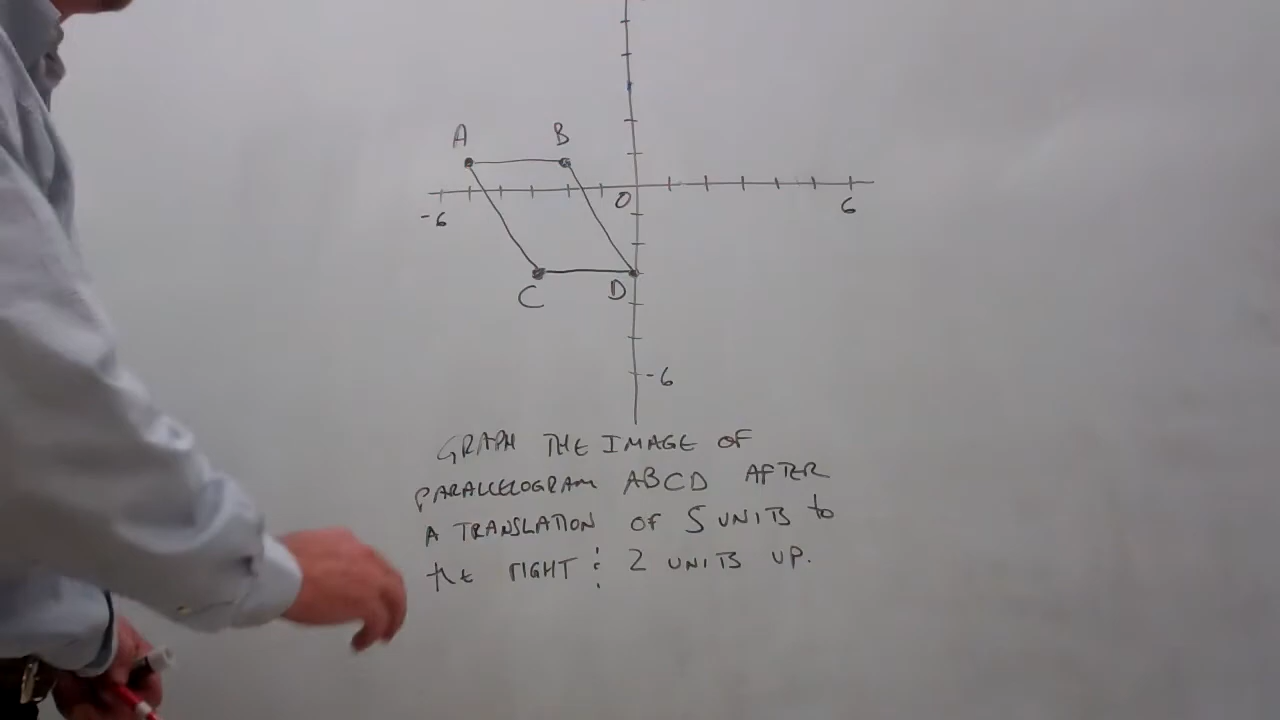 A B
-6 0 6
C D
-6
GRAPH THE IMAGE OF
PARALLELOGRAM ABCD AFTER
A TRANSLATION OF 5 UNITS to
the RIGHT & 2 UNITS UP.